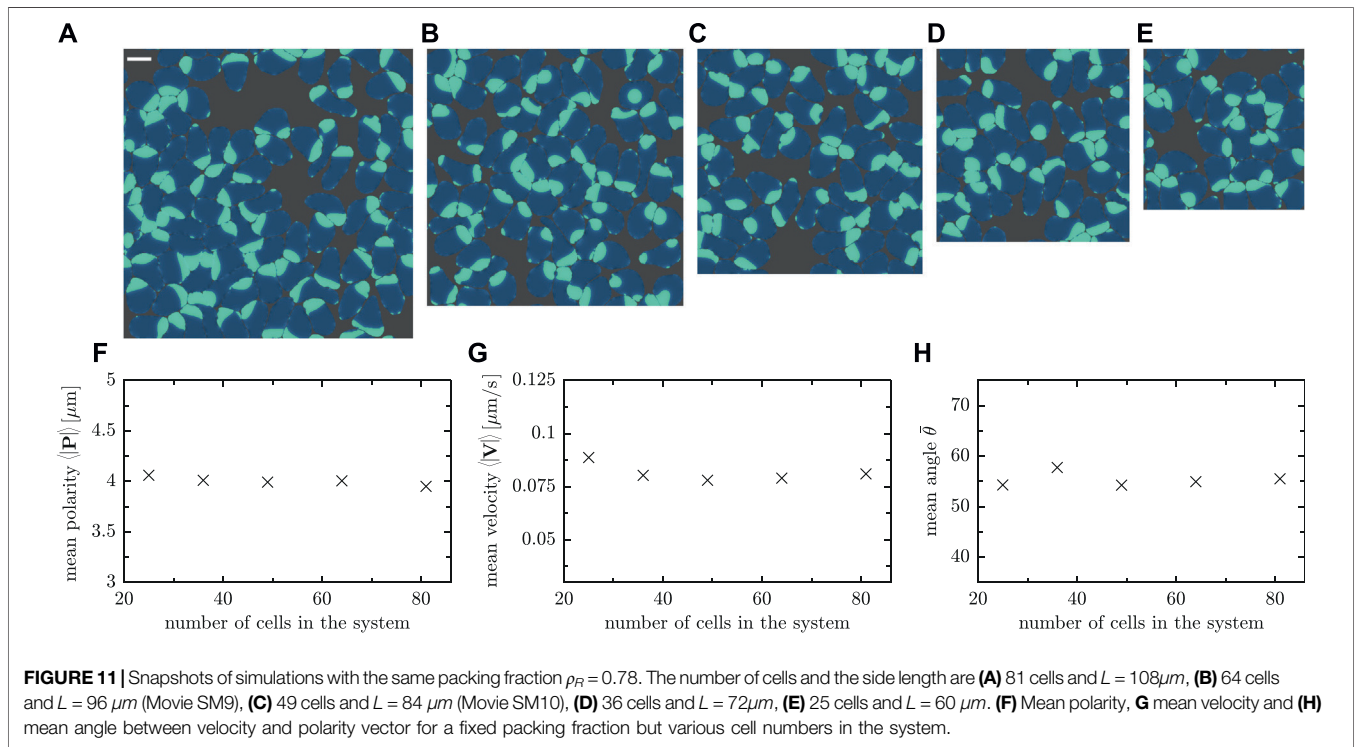 A
B
C
D
E
F
G
H
5
4.5
4
3.5
3
mean polarity ⟨|P|⟩ [μm]
20 40 60 80
number of cells in the system
0.125
0.1
0.075
0.05
mean velocity ⟨|V|⟩ [μm/s]
20 40 60 80
number of cells in the system
70
60
50
40
mean angle θ̄
20 40 60 80
number of cells in the system
FIGURE 11 | Snapshots of simulations with the same packing fraction ρR = 0.78. The number of cells and the side length are (A) 81 cells and L = 108μm, (B) 64 cells
and L = 96 μm (Movie SM9), (C) 49 cells and L = 84 μm (Movie SM10), (D) 36 cells and L = 72μm, (E) 25 cells and L = 60 μm. (F) Mean polarity, G mean velocity and (H)
mean angle between velocity and polarity vector for a fixed packing fraction but various cell numbers in the system.